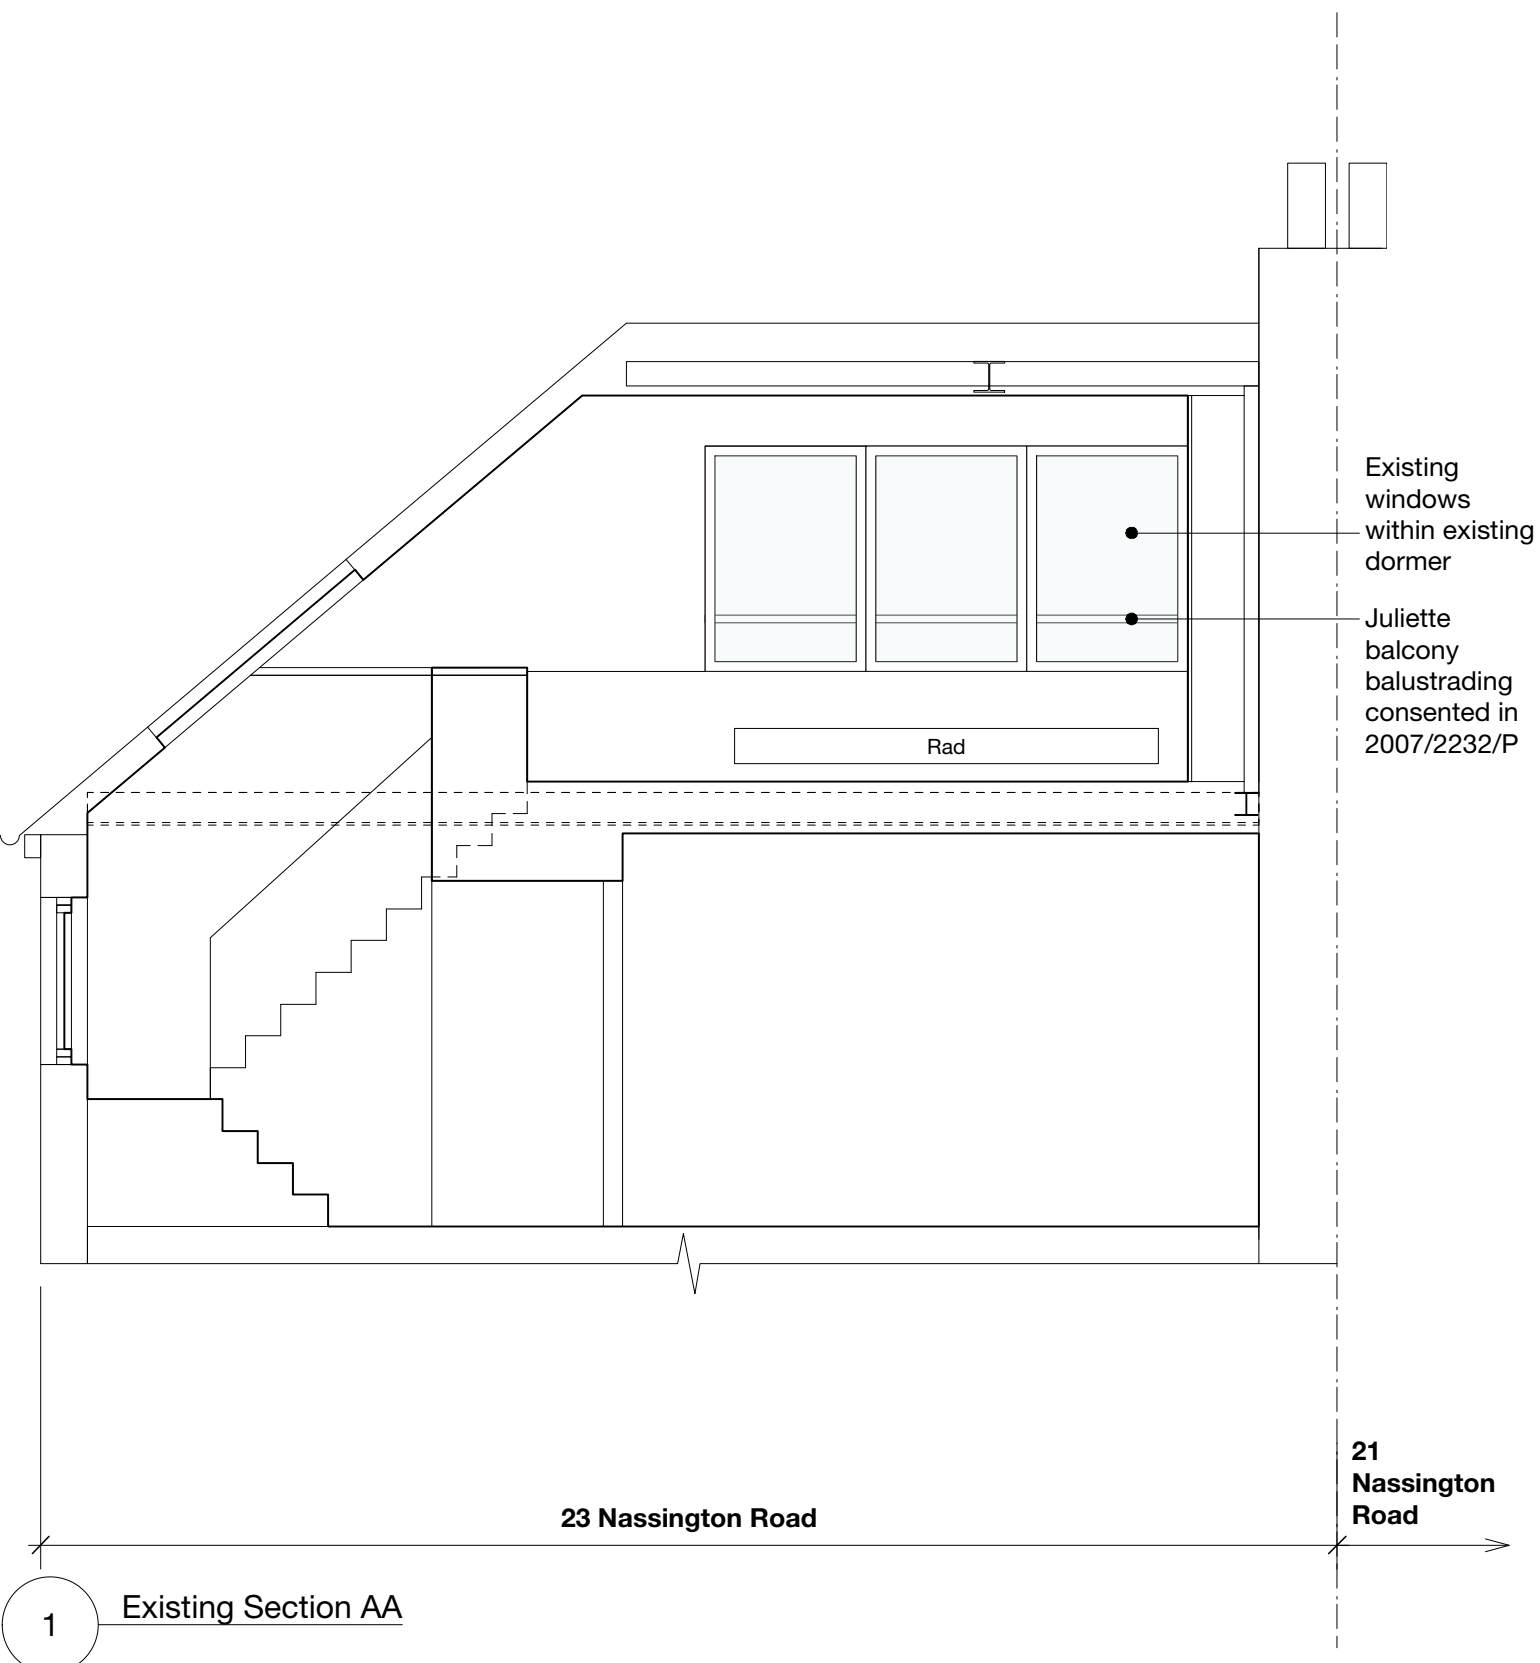 Existing
windows
within existing
dormer
Juliette
balcony
balustrading
consented in
2007/2232/P
Rad
21
Nassington
Road
23 Nassington Road
1
Existing Section AA